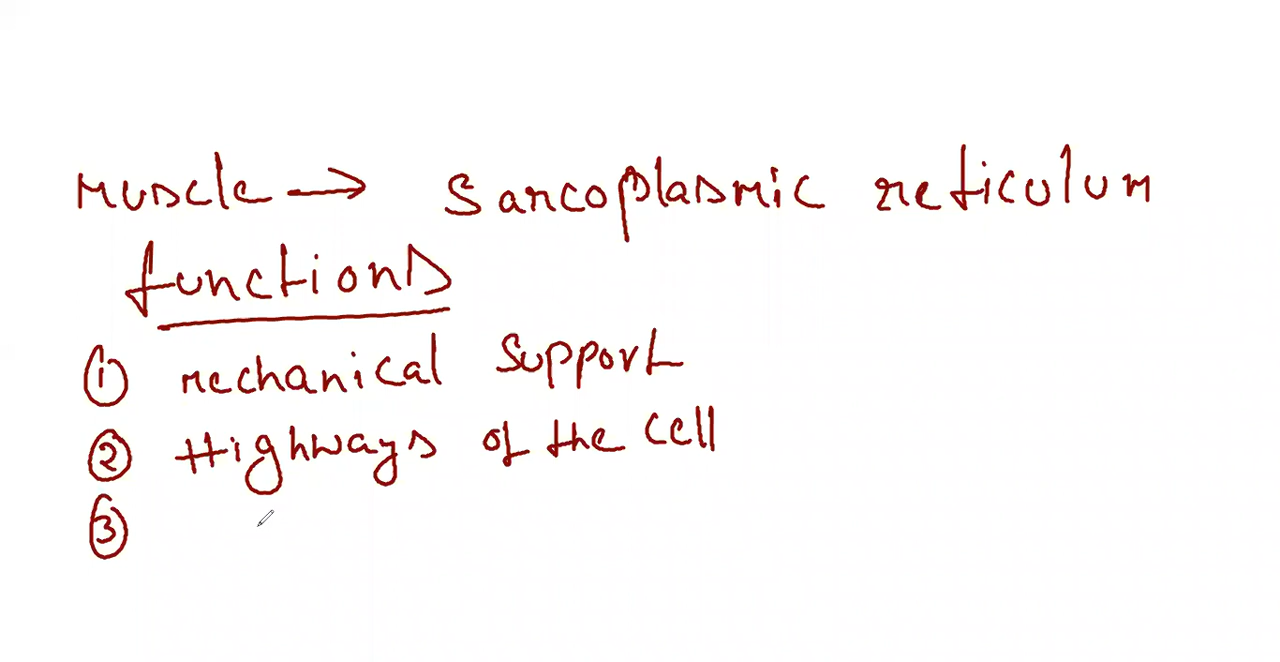 Muscle → Sarcoplasmic reticulum
functions
① mechanical support
② Highways of the cell
③